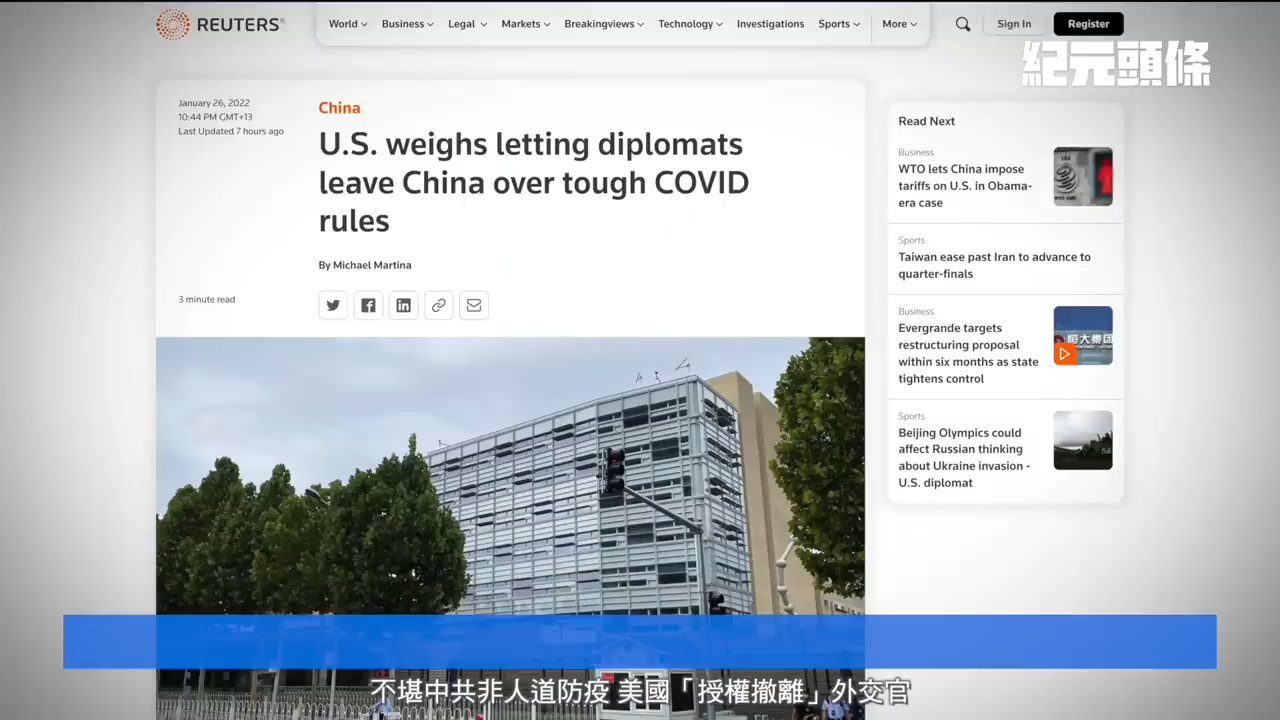 REUTERS®
World
Business
Legal
Markets
Breakingviews
Technology
Investigations
Sports
More
Sign In
Register
紀元頭條
January 26, 2022
10:44 PM GMT+13
Last Updated 7 hours ago
China
U.S. weighs letting diplomats
leave China over tough COVID
rules
By Michael Martina
3 minute read
Read Next
Business
WTO lets China impose
tariffs on U.S. in Obama-
era case
Sports
Taiwan ease past Iran to advance to
quarter-finals
Business
Evergrande targets
restructuring proposal
within six months as state
tightens control
恒大集团
Sports
Beijing Olympics could
affect Russian thinking
about Ukraine invasion -
U.S. diplomat
不堪中共非人道防疫 美國「授權撤離」外交官